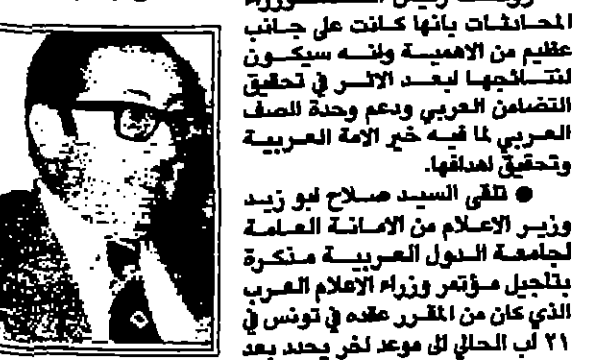 المحادثات بانها كانت على جانب
عظيم من الاهمية وانه سيكون
لنتائجها ابعد الاثر في تحقيق
التضامن العربي ودعم وحدة الصف
العربي لما فيه خير الامة العربية
وتحقيق اهدافها.
● تلقى السيد صلاح ابو زيد
وزير الاعلام من الامانة العامة
لجامعة الدول العربية مذكرة
بتاجيل مؤتمر وزراء الاعلام العرب
الذي كان من المقرر عقده في تونس في
٢١ اب الحالي الى موعد اخر يحدد بعد